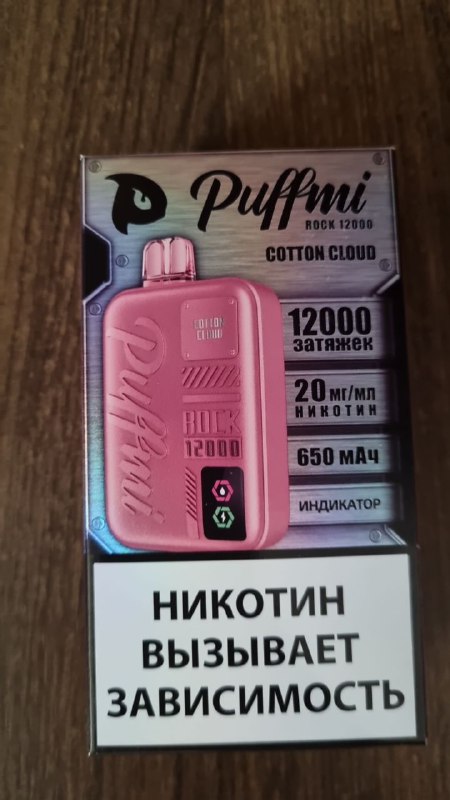 Puffmi
ROCK 12000
COTTON CLOUD
12000
затяжек
20 мг/мл
никотин
650 мАч
ИНДИКАТОР
COTTON
CLOUD
Puffmi
ROCK
12000
НИКОТИН
ВЫЗЫВАЕТ
ЗАВИСИМОСТЬ